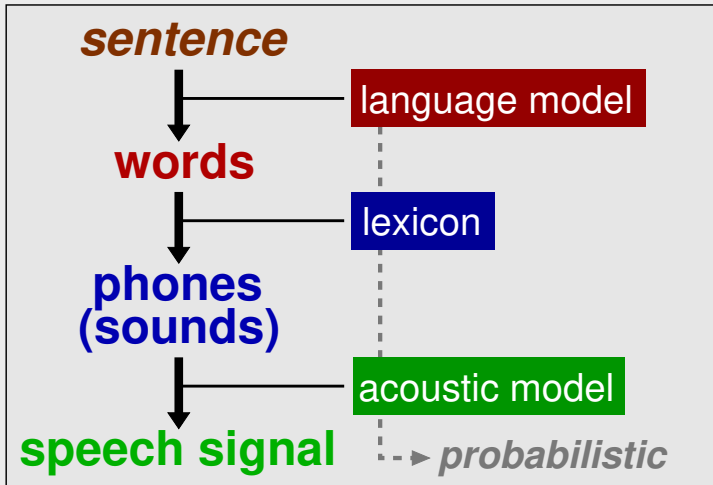 sentence
language model
words
lexicon
phones
(sounds)
acoustic model
speech signal
probabilistic